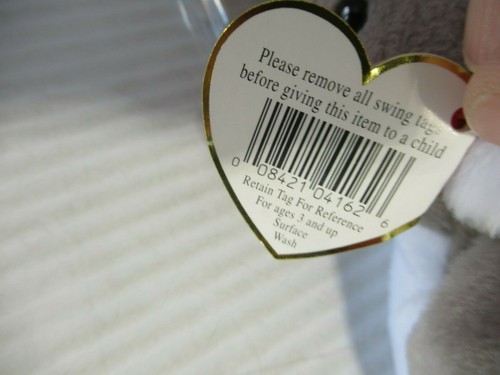 Please remove all swing tags
before giving this item to a child
0 08421 04162 6
Retain Tag For Reference
For ages 3 and up
Surface
Wash